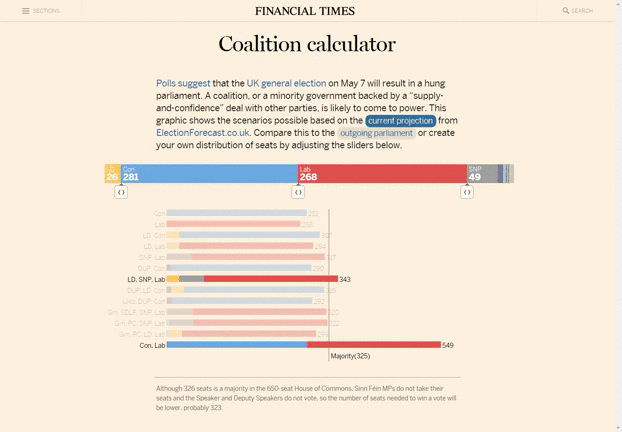 SECTIONS
FINANCIAL TIMES
SEARCH
Coalition calculator
Polls suggest that the UK general election on May 7 will result in a hung
parliament. A coalition, or a minority government backed by a “supply-
and-confidence” deal with other parties, is likely to come to power. This
graphic shows the scenarios possible based on the current projection from
ElectionForecast.co.uk. Compare this to the outgoing parliament or create
your own distribution of seats by adjusting the sliders below.
26
Con
281
Lab
268
SNP
49
Con 281
Lab
LD, Con
LD, Lab 294
SNP, Lab
DUP, Con
LD, SNP, Lab 343
DUP, LD, Con
Ukip, DUP, Con 292
Grn, SDLP, SNP, Lab
Grn, PC, SNP, Lab 322
Grn, PC, LD, Lab
Con, Lab 549
Majority(325)
Although 326 seats is a majority in the 650-seat House of Commons, Sinn Féin MPs do not take their
seats and the Speaker and Deputy Speakers do not vote, so the number of seats needed to win a vote will
be lower, probably 323.